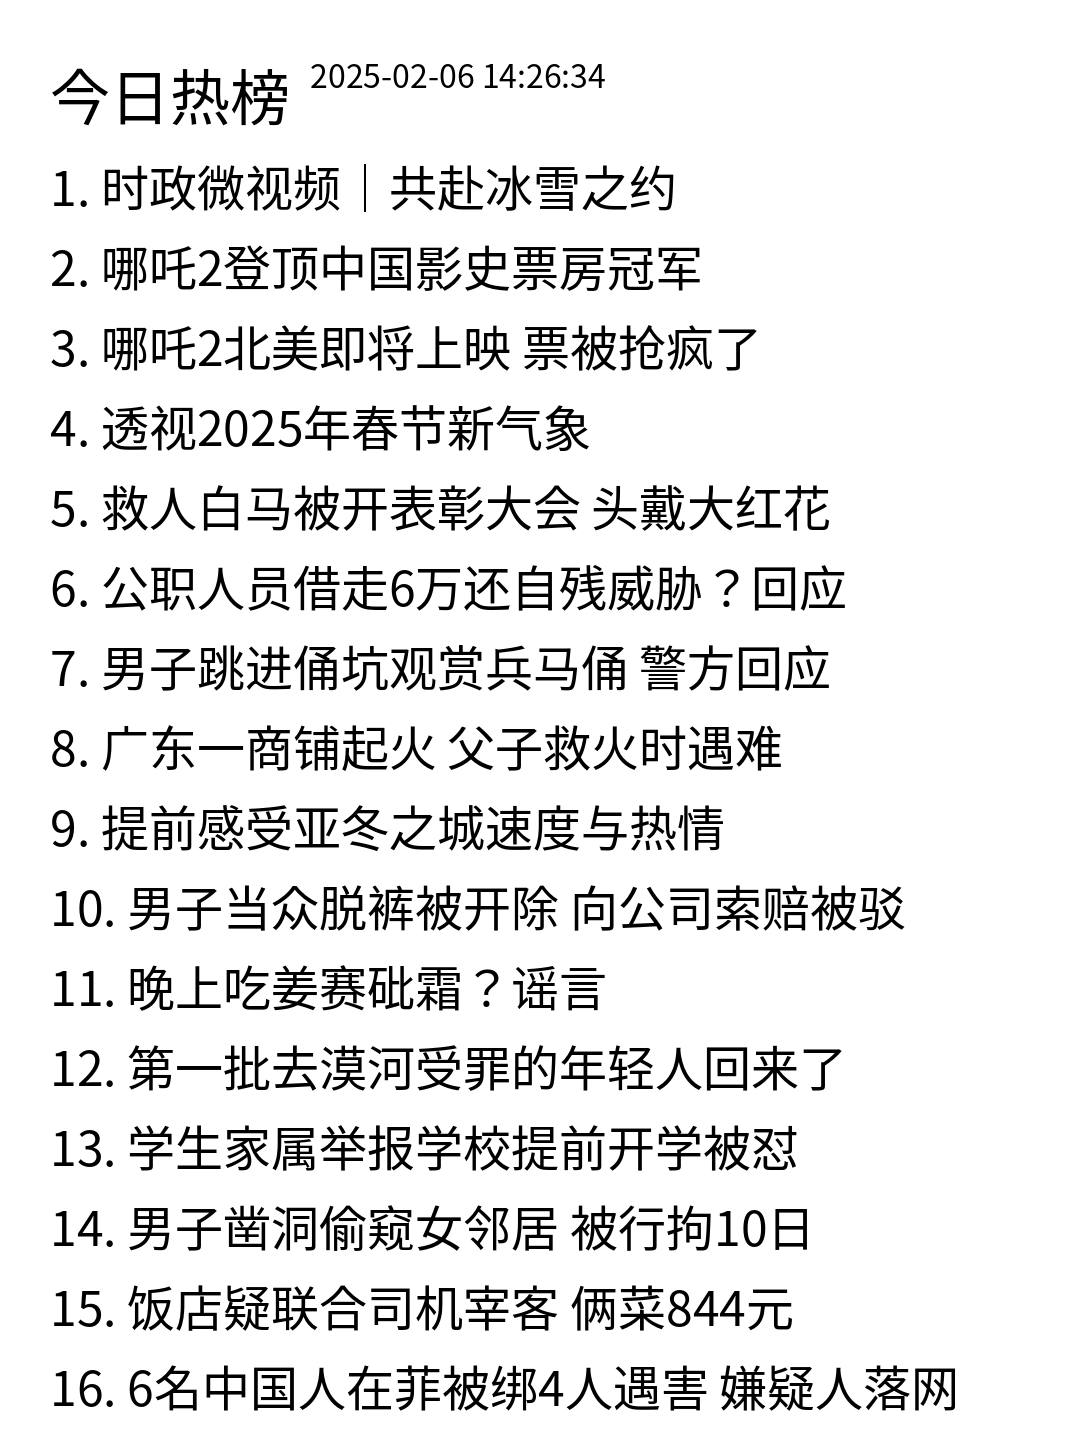 今日热榜 2025-02-06 14:26:34
1. 时政微视频｜共赴冰雪之约
2. 哪吒2登顶中国影史票房冠军
3. 哪吒2北美即将上映 票被抢疯了
4. 透视2025年春节新气象
5. 救人白马被开表彰大会 头戴大红花
6. 公职人员借走6万还自残威胁？回应
7. 男子跳进俑坑观赏兵马俑 警方回应
8. 广东一商铺起火 父子救火时遇难
9. 提前感受亚冬之城速度与热情
10. 男子当众脱裤被开除 向公司索赔被驳
11. 晚上吃姜赛砒霜？谣言
12. 第一批去漠河受罪的年轻人回来了
13. 学生家属举报学校提前开学被怼
14. 男子凿洞偷窥女邻居 被行拘10日
15. 饭店疑联合司机宰客 俩菜844元
16. 6名中国人在菲被绑4人遇害 嫌疑人落网